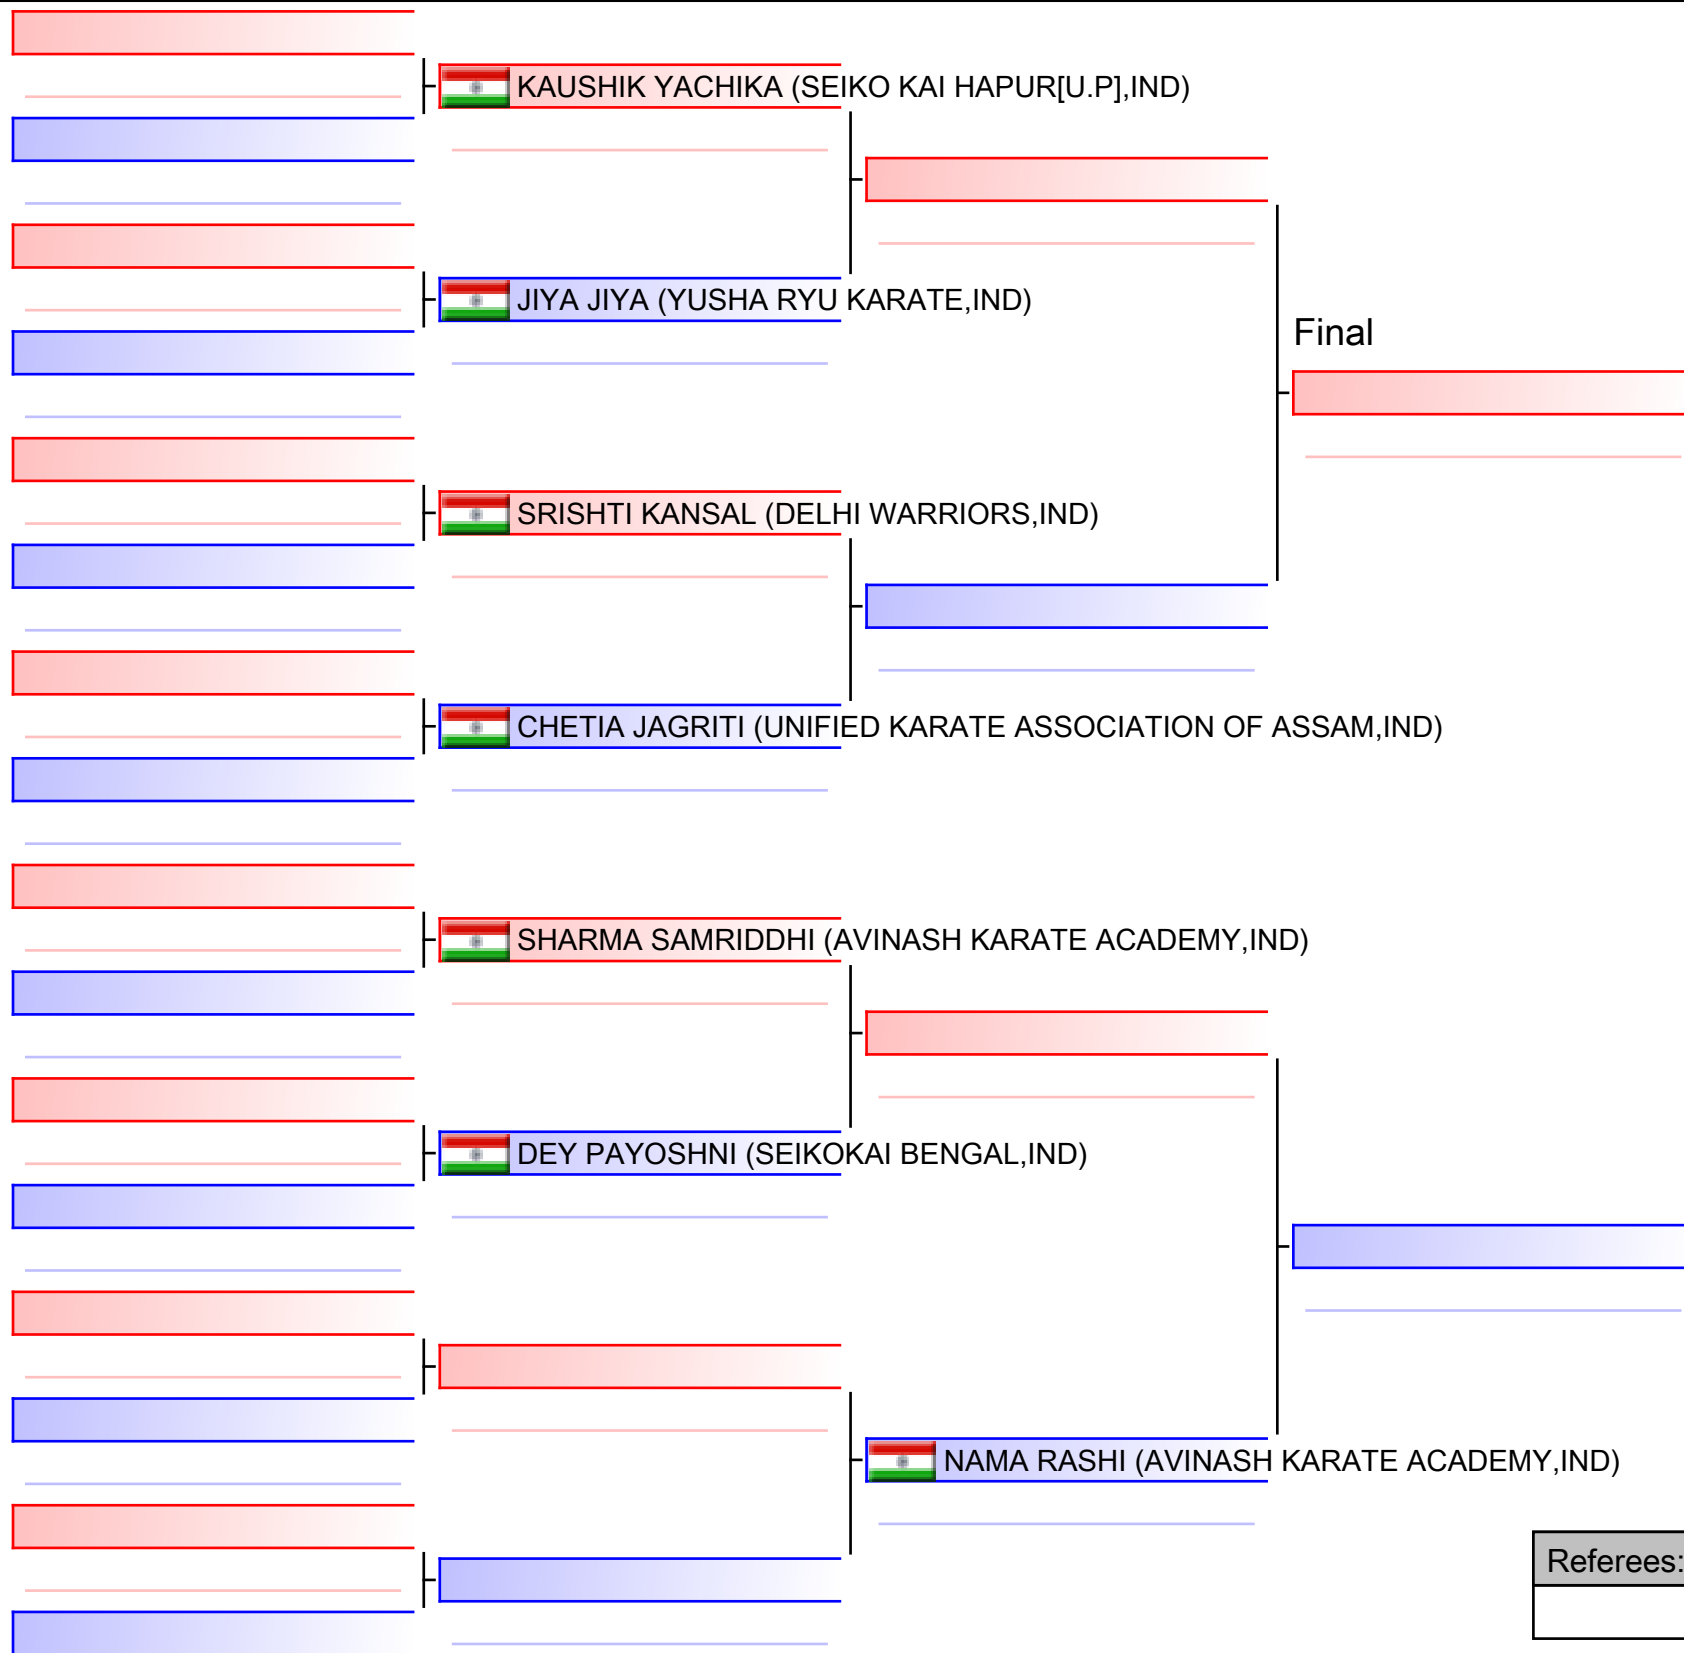 KAUSHIK YACHIKA (SEIKO KAI HAPUR[U.P],IND)
JIYA JIYA (YUSHA RYU KARATE,IND)
Final
SRISHTI KANSAL (DELHI WARRIORS,IND)
CHETIA JAGRITI (UNIFIED KARATE ASSOCIATION OF ASSAM,IND)
SHARMA SAMRIDDHI (AVINASH KARATE ACADEMY,IND)
DEY PAYOSHNI (SEIKOKAI BENGAL,IND)
NAMA RASHI (AVINASH KARATE ACADEMY,IND)
Referees: